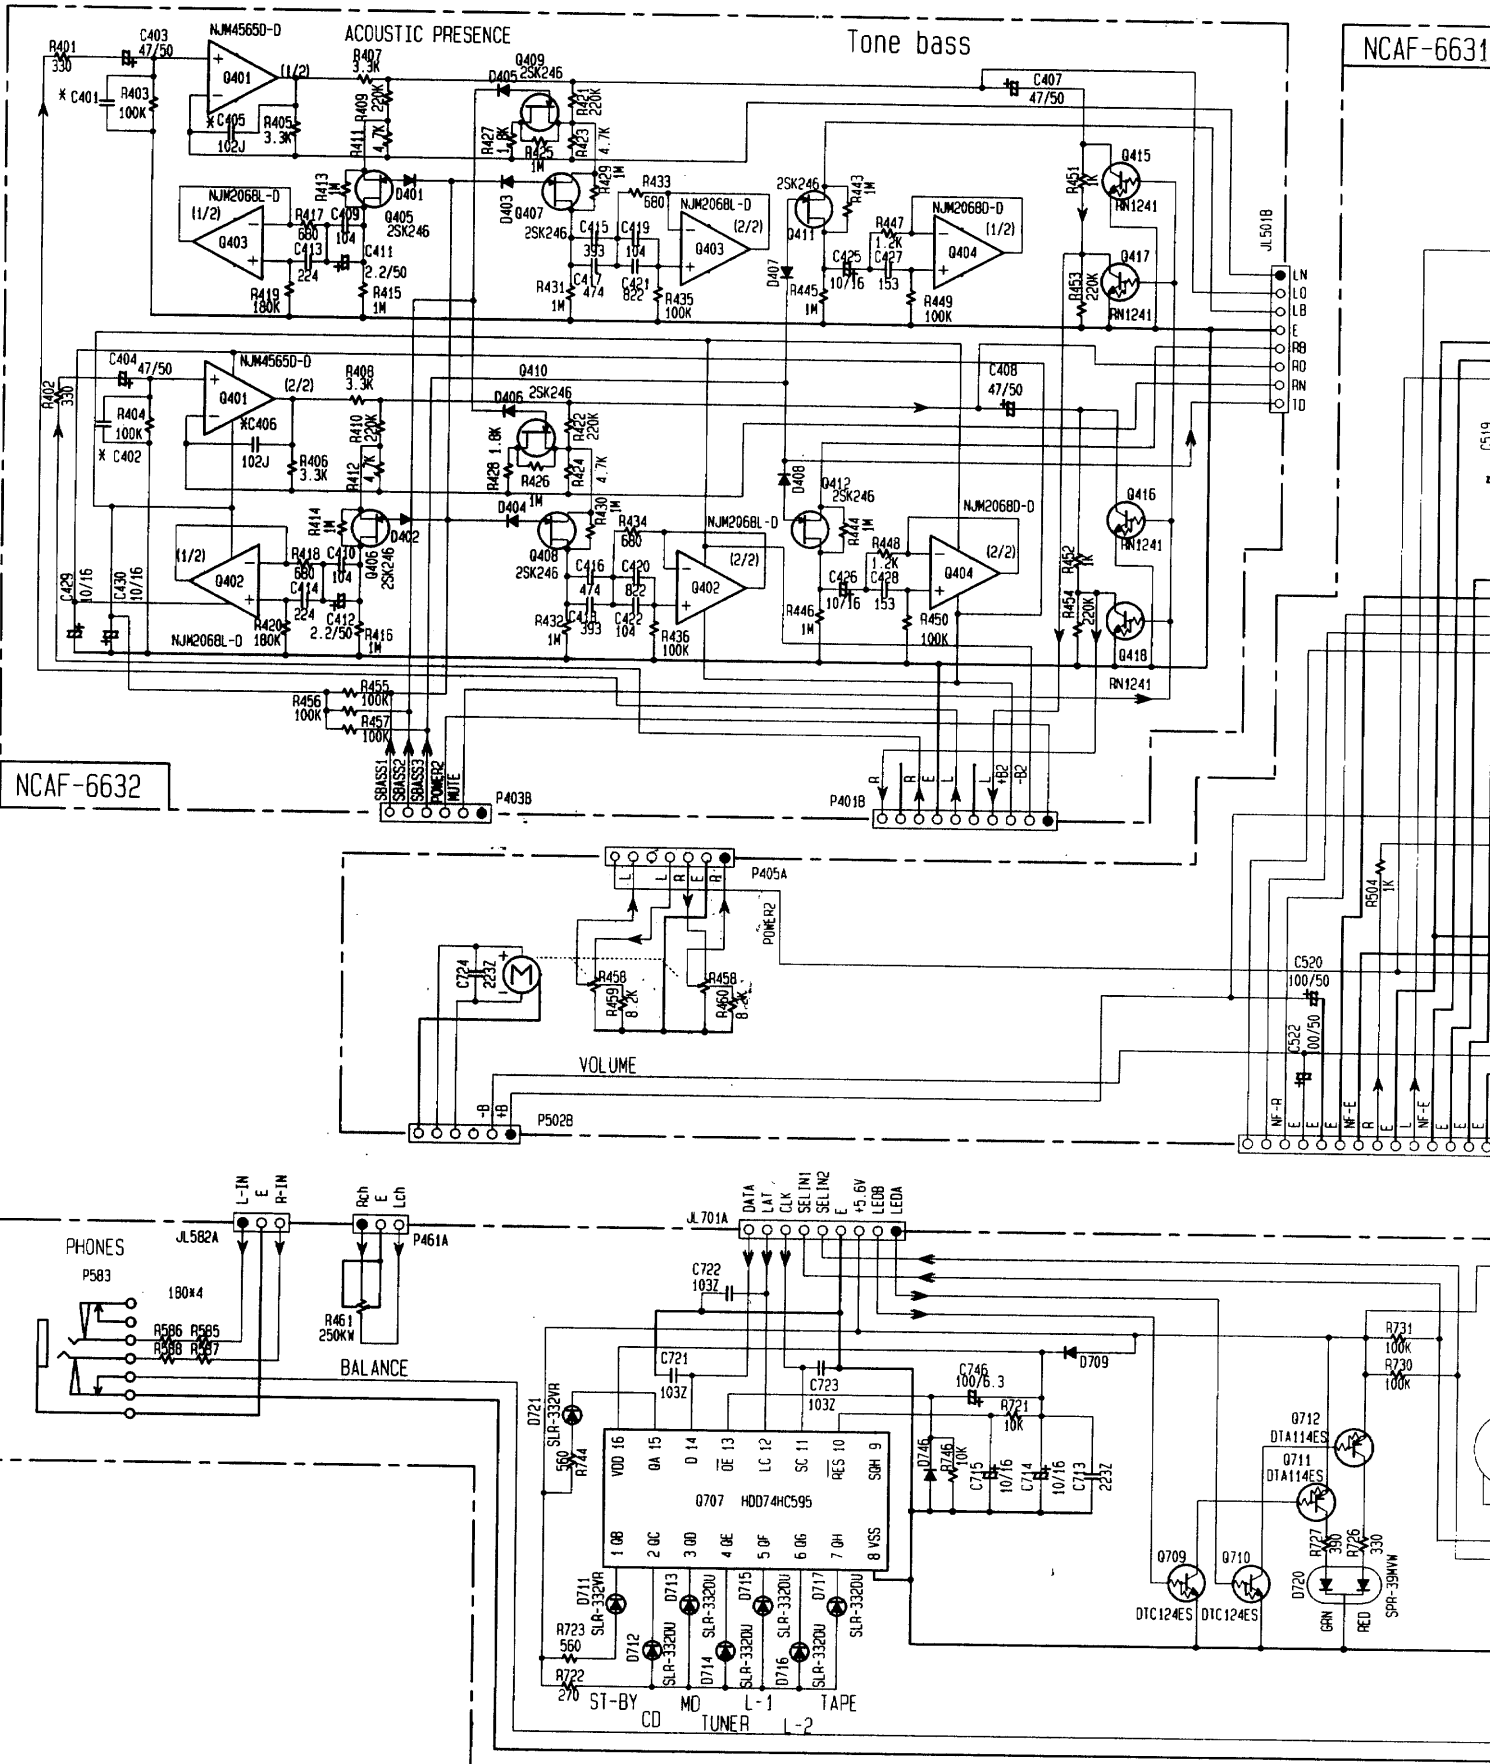 ACOUSTIC PRESENCE
Tone bass
NCAF-6631
R401
330
C403
47/50
NJM4565D-D
Q401
(1/2)
* C401
R403
100K
* C405
102J
R405
3.3K
R407
3.3K
R409
220K
R411
4.7K
R413
1M
D401
Q405
2SK246
Q409
2SK246
D405
R421
220K
R427
1.8K
R423
4.7K
R425
1M
R429
1M
D403
Q407
2SK246
NJM2068L-D
(1/2)
Q403
R417
680
C409
104
C413
224
C411
2.2/50
R419
180K
R415
1M
C415
393
C419
104
C417
474
C421
822
R431
1M
R433
680
R435
100K
NJM2068L-D
(2/2)
Q403
2SK246
Q411
R443
1M
D407
R445
1M
R447
1.2K
C425
10/16
C427
153
R449
100K
NJM2068D-D
(1/2)
Q404
C407
47/50
R451
1K
R453
220K
Q415
RN1241
Q417
RN1241
JL501B
LN
LO
LB
E
RB
RO
RN
TD
R402
330
C404
47/50
NJM4565D-D
Q401
(2/2)
R404
100K
* C402
*C406
102J
R406
3.3K
R408
3.3K
R410
220K
R412
4.7K
R414
1M
D402
Q406
2SK246
Q410
2SK246
D406
R422
220K
R428
1.8K
R424
4.7K
R426
1M
R430
1M
D404
Q408
2SK246
NJM2068L-D
(1/2)
Q402
R418
680
C410
104
C414
224
C412
2.2/50
R420
180K
R416
1M
C429
10/16
C430
10/16
C416
474
C420
822
C418
393
C422
104
R432
1M
R434
680
R436
100K
NJM2068L-D
(2/2)
Q402
D408
Q412
2SK246
R444
1M
R446
1M
R448
1.2K
C426
10/16
C428
153
R450
100K
NJM2068D-D
(2/2)
Q404
C408
47/50
R452
1K
R454
220K
Q416
RN1241
Q418
RN1241
R455
100K
R456
100K
R457
100K
NCAF-6632
SBASS1
SBASS2
SBASS3
POWER2
MUTE
P403B
P401B
R
R
E
L
L
+B2
-B2
P405A
L
L
R
E
R
POWER2
C724
223Z
M
R458
R459
8.2K
R458
R460
8.2K
VOLUME
-B
+B
P502B
R504
1K
C519
C520
100/50
C522
100/50
NF-R
E
E
E
NF-E
R
E
L
NF-E
E
E
E
PHONES
P583
JL582A
L-IN
E
R-IN
180*4
R586
R585
R588
R587
Rch
E
Lch
P461A
R461
250KW
BALANCE
JL701A
DATA
LAT
CLK
SELIN1
SELIN2
E
+5.6V
LEDB
LEDA
C722
103Z
C721
103Z
C723
103Z
D709
C746
100/6.3
R721
10K
D721
SLR-332VR
560
R744
VDD 16
QA 15
D 14
OE 13
LC 12
SC 11
RES 10
SQH 9
Q707 HDD74HC595
1 QB
2 QC
3 QD
4 QE
5 QF
6 QG
7 QH
8 VSS
D746
R746
10K
C715
10/16
C714
10/16
C713
223Z
R731
100K
R730
100K
Q712
DTA114ES
Q711
DTA114ES
Q709
DTC124ES
Q710
DTC124ES
R727
390
R726
330
D720
SPR-39MVW
GRN
RED
D711
SLR-332VR
D712
SLR-332DU
D713
SLR-332DU
D714
SLR-332DU
D715
SLR-332DU
D716
SLR-332DU
D717
SLR-332DU
R723
560
R722
270
ST-BY
CD
MD
TUNER
L-1
L-2
TAPE